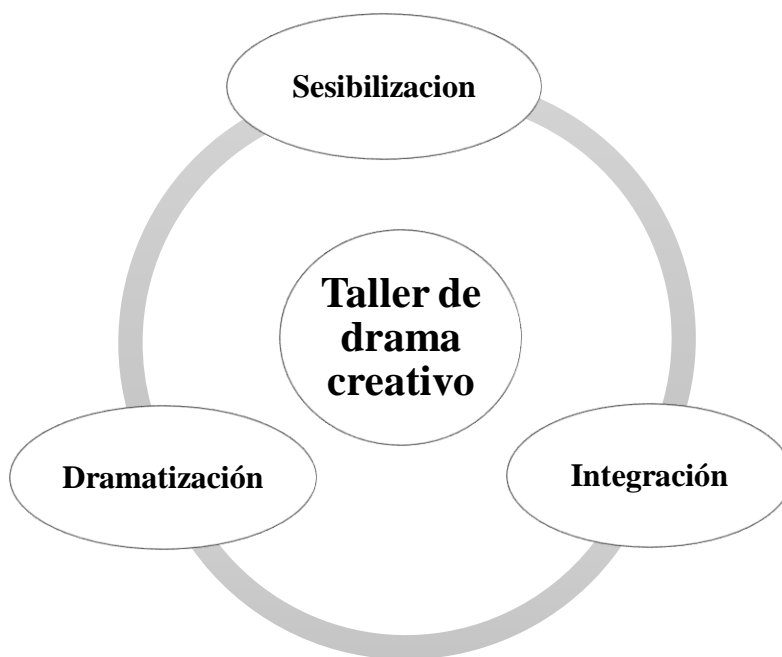 Sesibilizacion
Taller de
drama
creativo
Dramatización
Integración